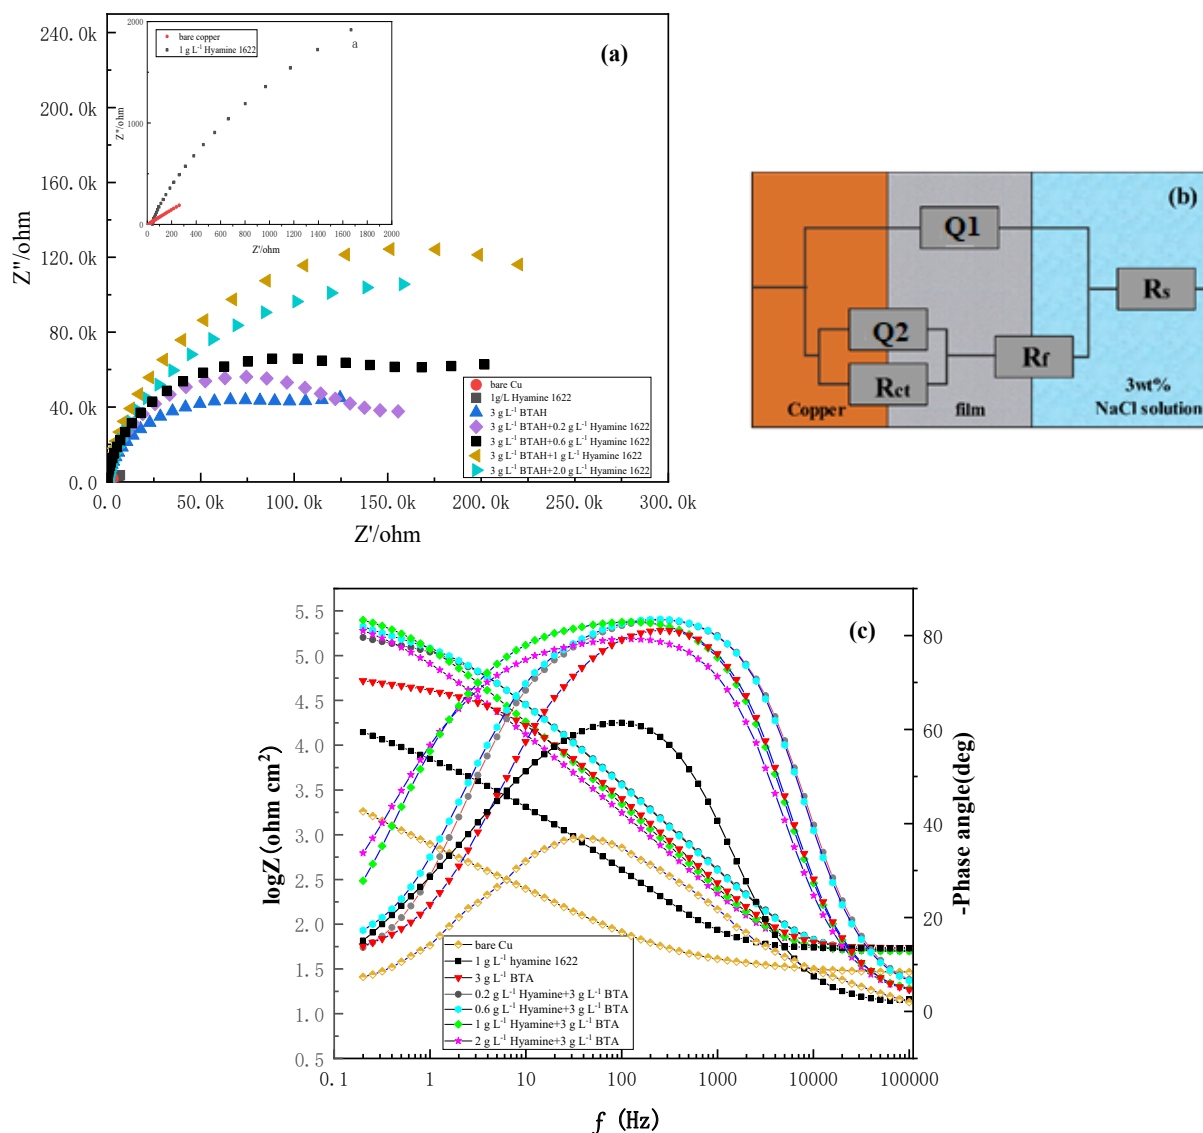 (a)
Z''/ohm
240.0k
200.0k
160.0k
120.0k
80.0k
40.0k
0.0
0.0
50.0k
100.0k
150.0k
200.0k
250.0k
300.0k
Z'/ohm
2000
1000
0
0
200
400
600
800
1000
1200
1400
1600
1800
2000
Z''/ohm
Z'/ohm
bare copper
1 g L-1 Hyamine 1622
a
bare Cu
1g/L Hyamine 1622
3 g L-1 BTAH
3 g L-1 BTAH+0.2 g L-1 Hyamine 1622
3 g L-1 BTAH+0.6 g L-1 Hyamine 1622
3 g L-1 BTAH+1 g L-1 Hyamine 1622
3 g L-1 BTAH+2.0 g L-1 Hyamine 1622
(b)
Q1
Rs
Q2
Rf
Rct
Copper
film
3wt%
NaCl solution
(c)
logZ (ohm cm2)
5.5
5.0
4.5
4.0
3.5
3.0
2.5
2.0
1.5
1.0
0.5
-Phase angle(deg)
80
60
40
20
0
bare Cu
1 g L-1 hyamine 1622
3 g L-1 BTA
0.2 g L-1 Hyamine+3 g L-1 BTA
0.6 g L-1 Hyamine+3 g L-1 BTA
1 g L-1 Hyamine+3 g L-1 BTA
2 g L-1 Hyamine+3 g L-1 BTA
0.1
1
10
100
1000
10000
100000
f (Hz)